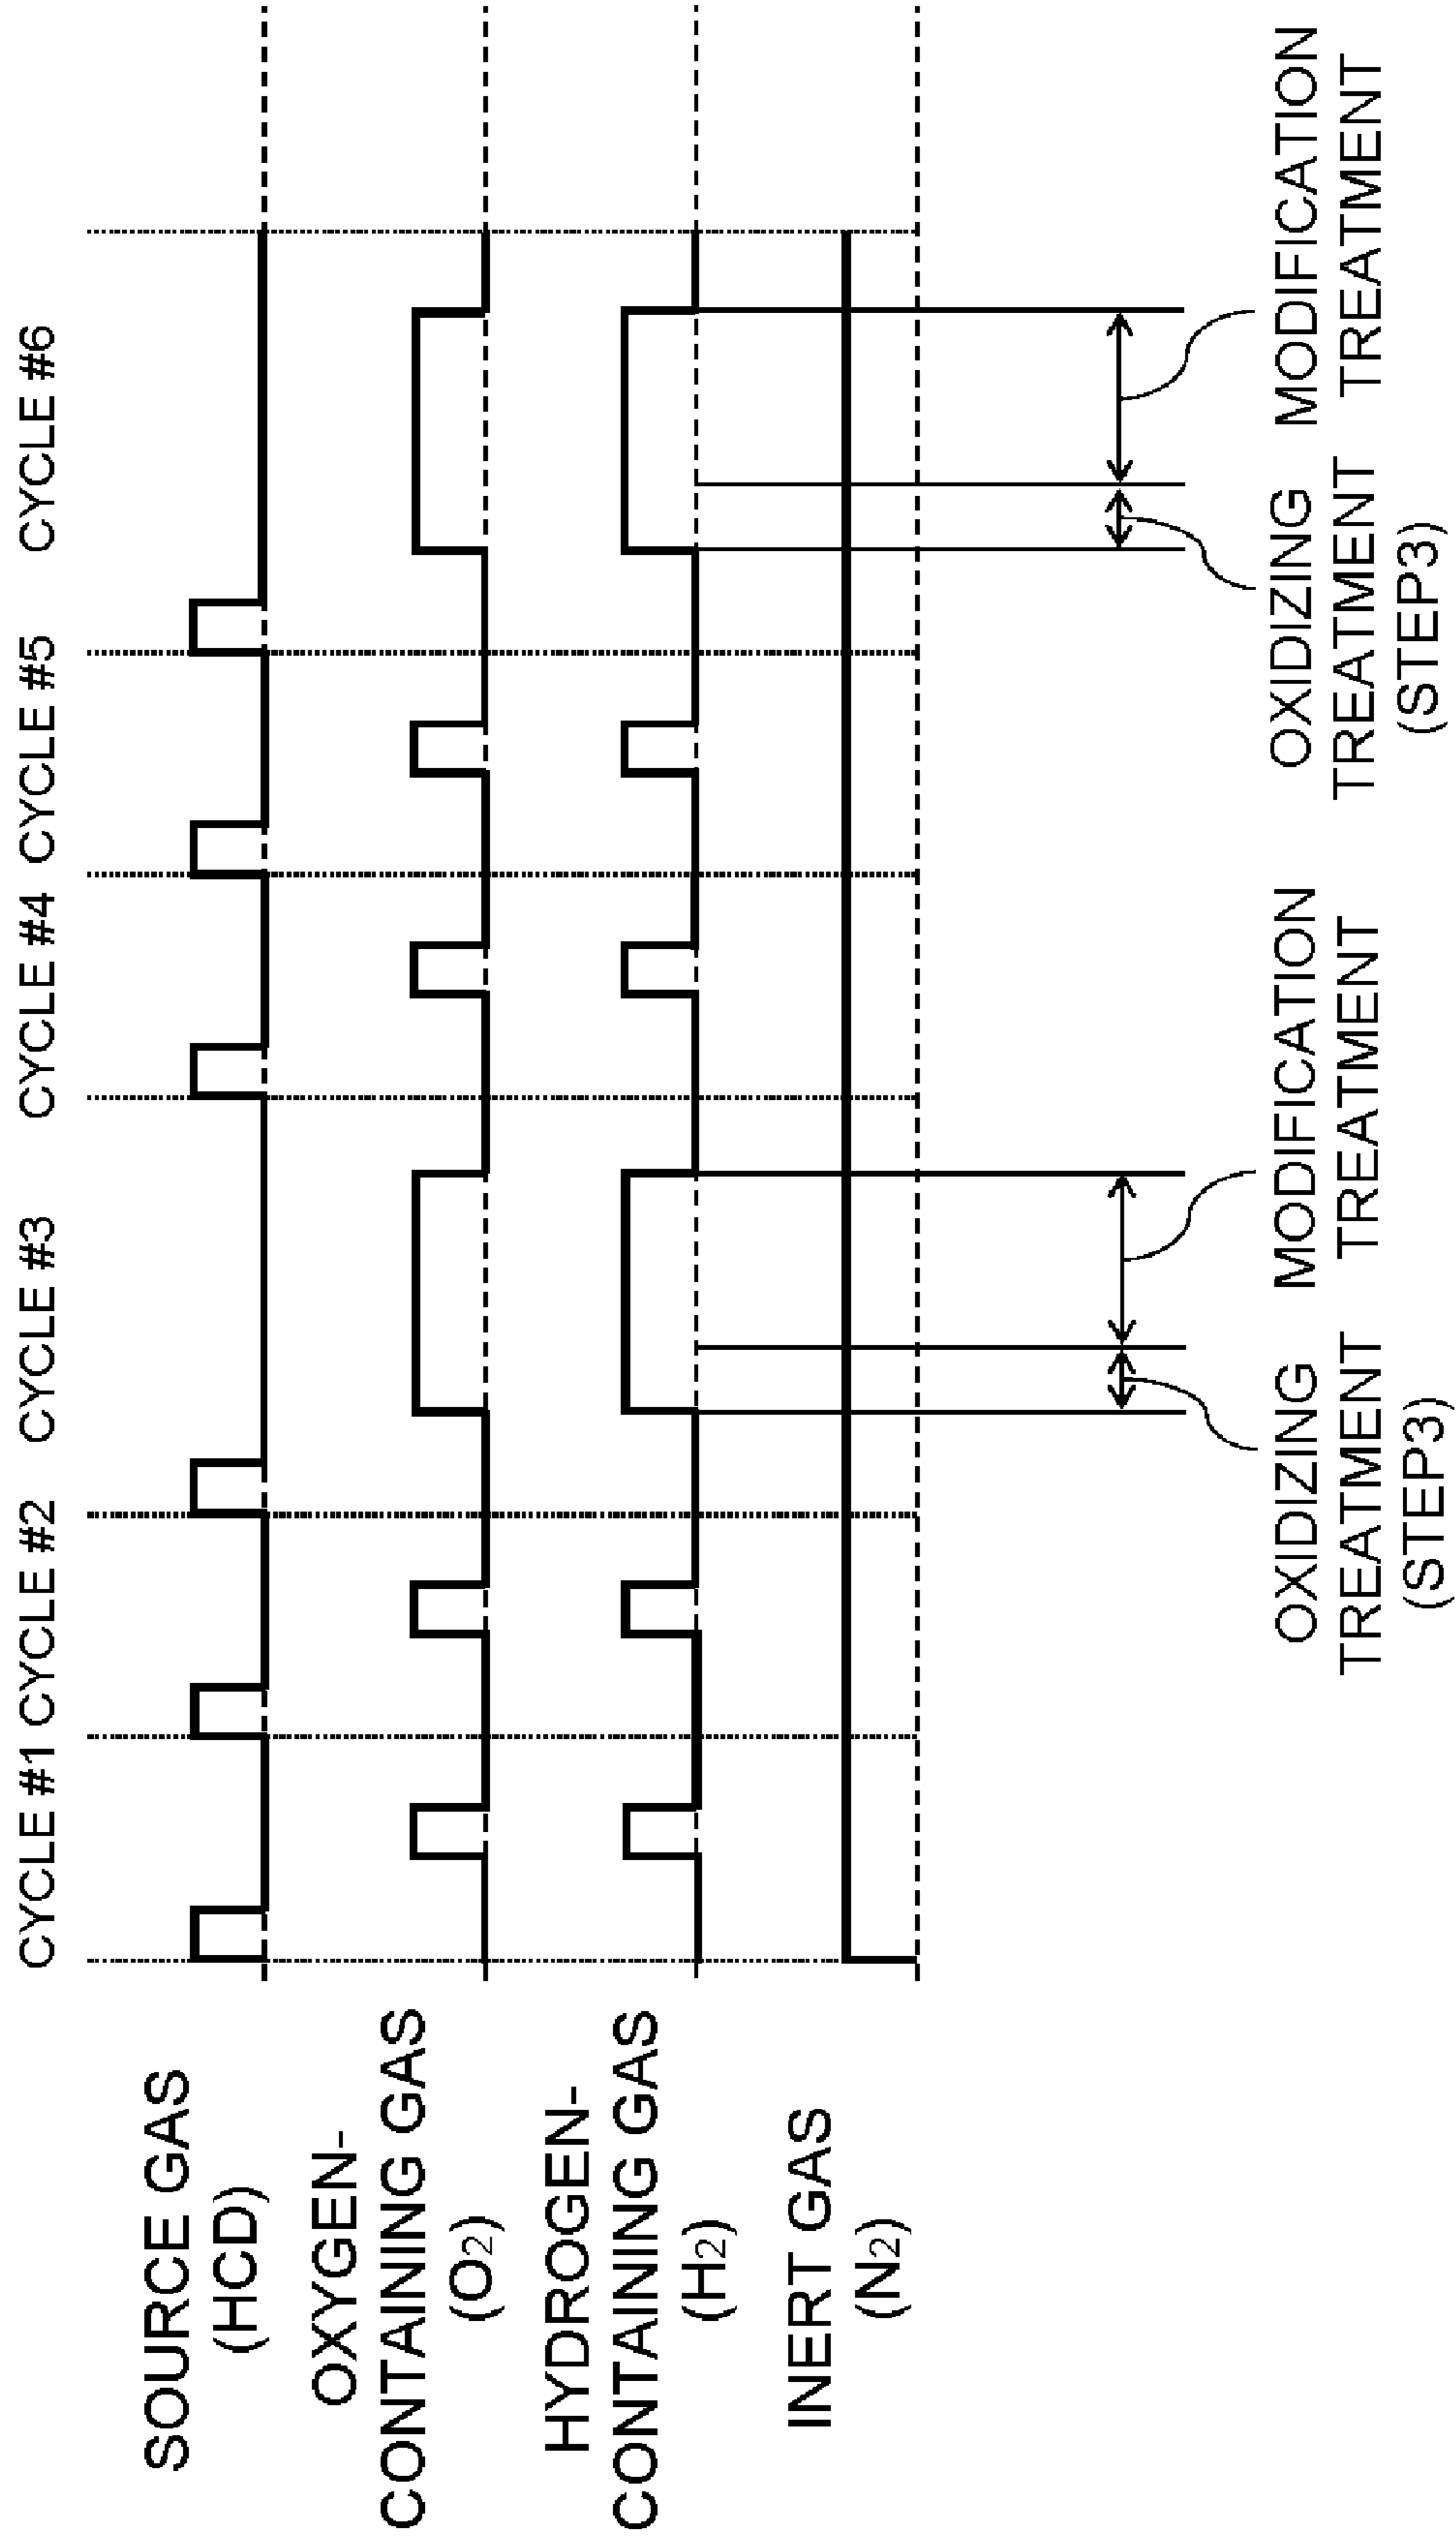 CYCLE #1 CYCLE #2 CYCLE #3 CYCLE #4 CYCLE #5 CYCLE #6
SOURCE GAS
(HCD)
OXYGEN-
CONTAINING GAS
(O2)
HYDROGEN-
CONTAINING GAS
(H2)
INERT GAS
(N2)
OXIDIZING
TREATMENT
(STEP3)
MODIFICATION
TREATMENT
OXIDIZING
TREATMENT
(STEP3)
MODIFICATION
TREATMENT